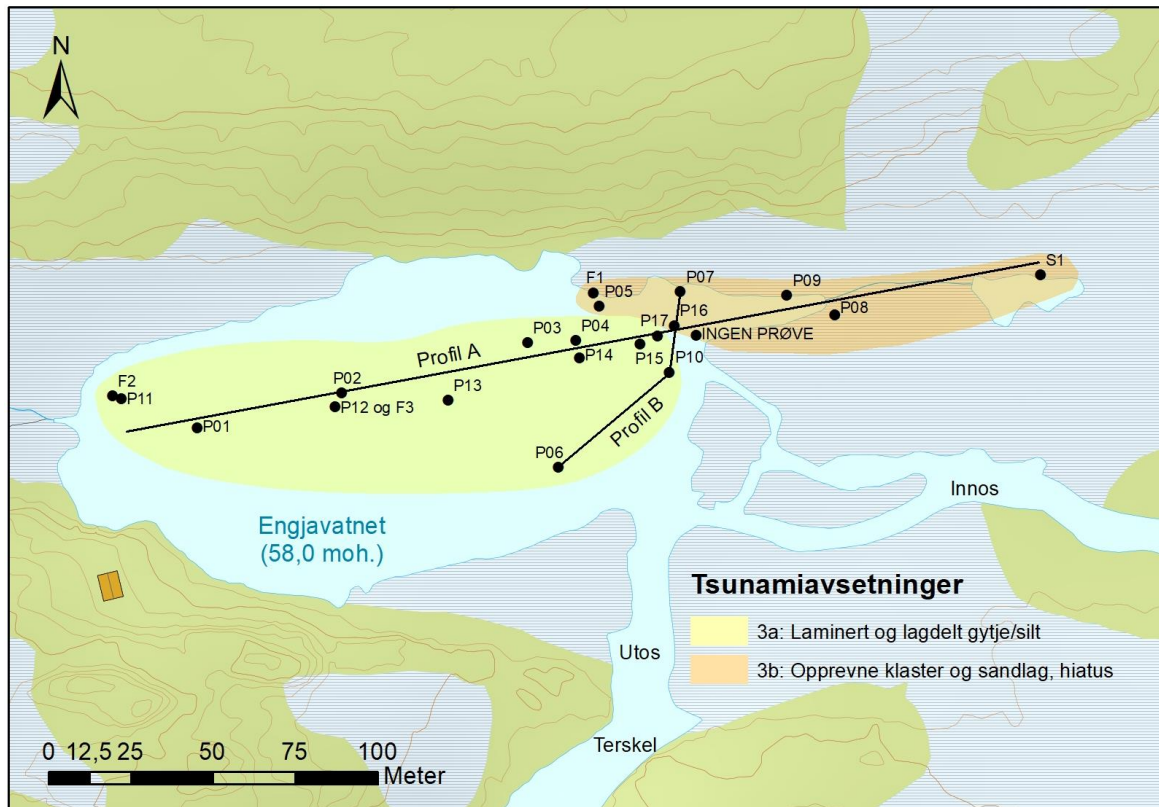 N
S1
F1
P07
P09
P05
P08
P16
P03
P04
P17
INGEN PRØVE
Profil A
P14
P15
P10
F2
P02
P13
P11
P12 og F3
P01
Profil B
P06
Innos
Engjavatnet
(58,0 moh.)
Tsunamiavsetninger
3a: Laminert og lagdelt gytje/silt
Utos
3b: Opprevne klaster og sandlag, hiatus
Terskel
0 12,5 25 50 75 100
Meter